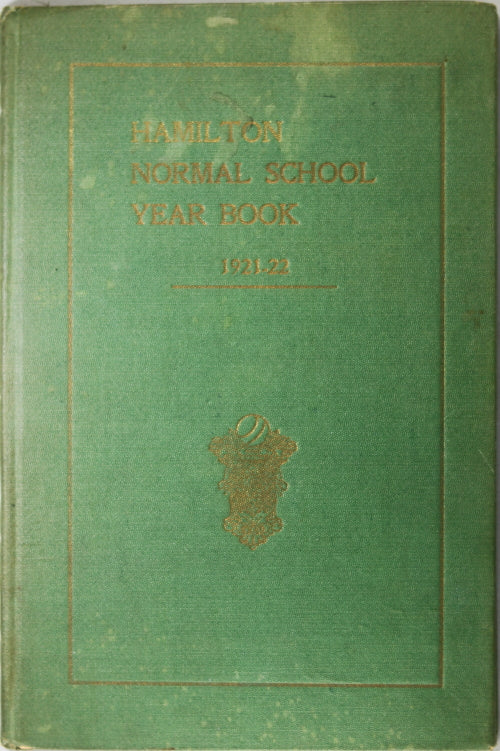 HAMILTON
NORMAL SCHOOL
YEAR BOOK
1921-22